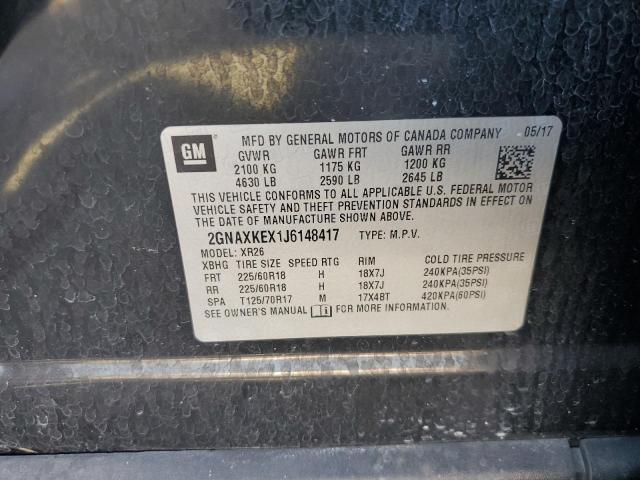 GM
MFD BY GENERAL MOTORS OF CANADA COMPANY 05/17
GVWR GAWR FRT GAWR RR
2100 KG 1175 KG 1200 KG
4630 LB 2590 LB 2645 LB
THIS VEHICLE CONFORMS TO ALL APPLICABLE U.S. FEDERAL MOTOR
VEHICLE SAFETY AND THEFT PREVENTION STANDARDS IN EFFECT ON
THE DATE OF MANUFACTURE SHOWN ABOVE.
2GNAXKEX1J6148417 TYPE: M.P.V.
MODEL: XR26
XBHG TIRE SIZE SPEED RTG RIM COLD TIRE PRESSURE
FRT 225/60R18 H 18X7J 240KPA(35PSI)
RR 225/60R18 H 18X7J 240KPA(35PSI)
SPA T125/70R17 M 17X4BT 420KPA(60PSI)
SEE OWNER'S MANUAL FOR MORE INFORMATION.